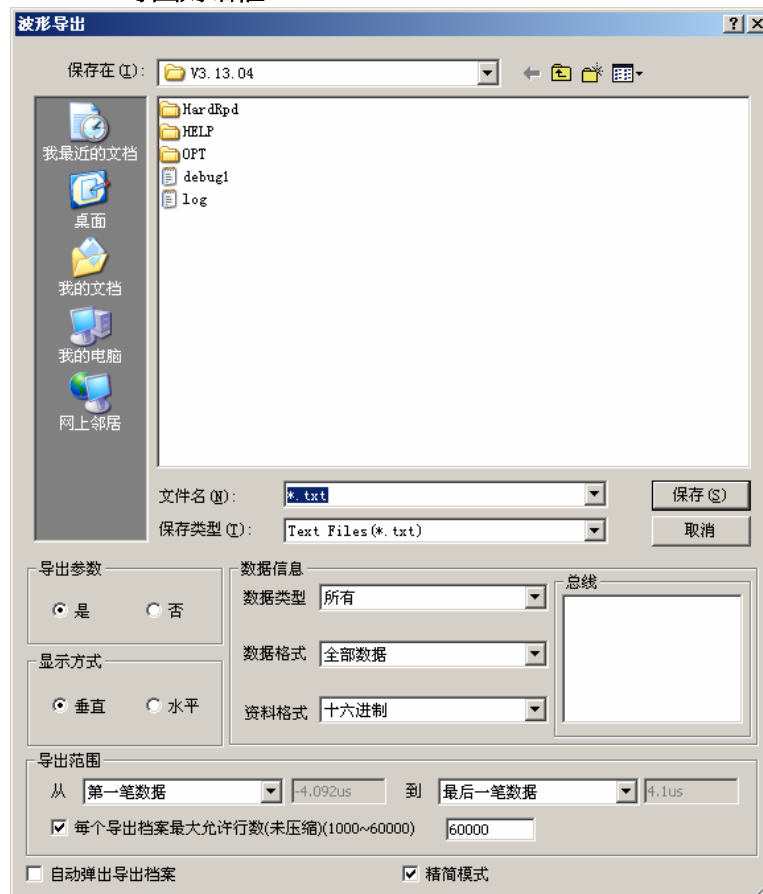 波形导出
保存在(I): V3.13.04
HardRpd
HELP
OPT
debug1
log
我最近的文档
桌面
我的文档
我的电脑
网上邻居
文件名(N): *.txt 保存(S)
保存类型(T): Text Files(*.txt) 取消
导出参数
是 否
显示方式
垂直 水平
数据信息
数据类型 所有
数据格式 全部数据
资料格式 十六进制
总线
导出范围
从 第一笔数据 -4.092us 到 最后一笔数据 4.1us
每个导出档案最大允许行数(未压缩)(1000~60000) 60000
自动弹出导出档案 精简模式